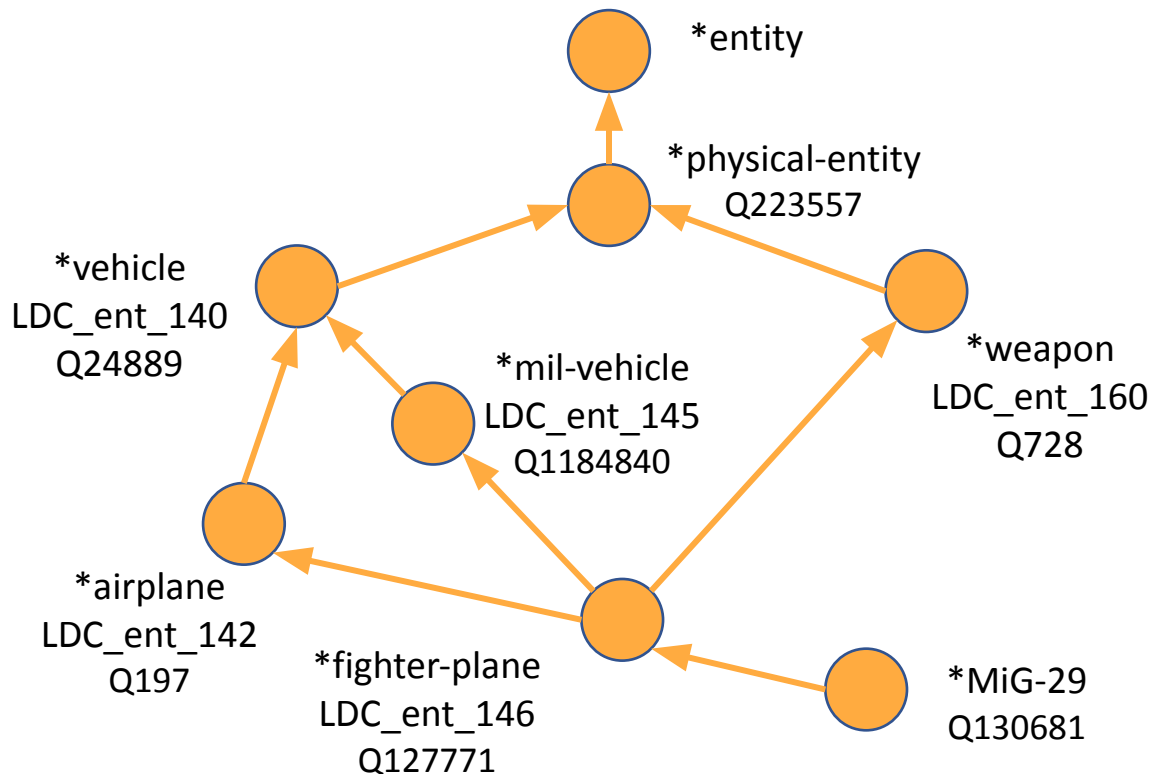 *entity
*physical-entity
Q223557
*vehicle
LDC_ent_140
Q24889
*mil-vehicle
LDC_ent_145
Q1184840
*weapon
LDC_ent_160
Q728
*airplane
LDC_ent_142
Q197
*fighter-plane
LDC_ent_146
Q127771
*MiG-29
Q130681